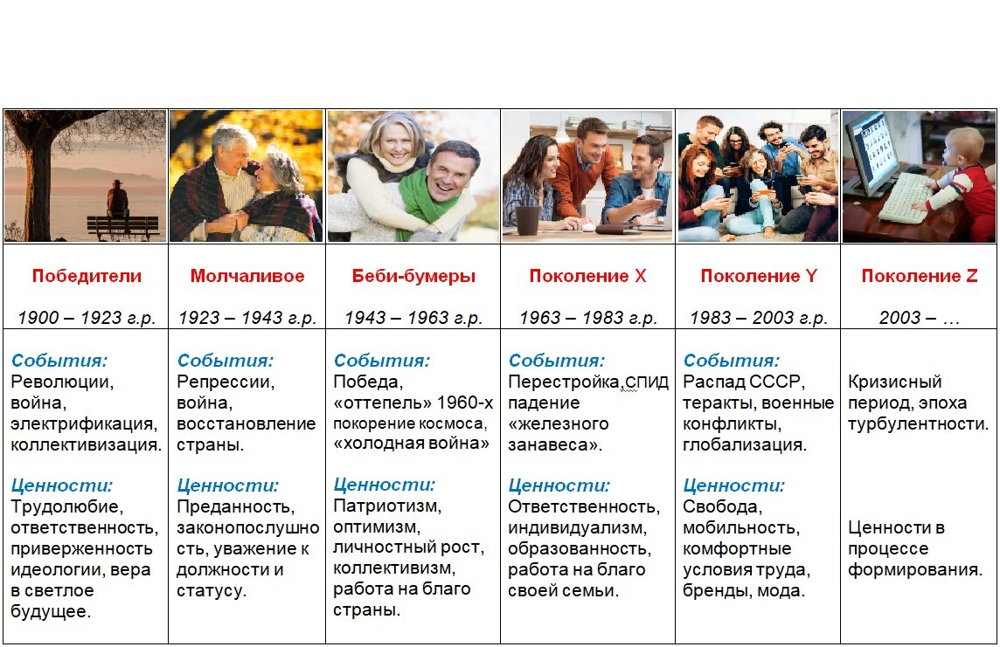 Победители
1900 – 1923 г.р.
Молчаливое
1923 – 1943 г.р.
Беби-бумеры
1943 – 1963 г.р.
Поколение X
1963 – 1983 г.р.
Поколение Y
1983 – 2003 г.р.
Поколение Z
2003 – …
События:
Революции,
война,
электрификация,
коллективизация.
Ценности:
Трудолюбие,
ответственность,
приверженность
идеологии, вера
в светлое
будущее.
События:
Репрессии,
война,
восстановление
страны.
Ценности:
Преданность,
законопослушно
сть, уважение к
должности и
статусу.
События:
Победа,
«оттепель» 1960-х
покорение космоса,
«холодная война»
Ценности:
Патриотизм,
оптимизм,
личностный рост,
коллективизм,
работа на благо
страны.
События:
Перестройка,СПИД
падение
«железного
занавеса».
Ценности:
Ответственность,
индивидуализм,
образованность,
работа на благо
своей семьи.
События:
Распад СССР,
теракты, военные
конфликты,
глобализация.
Ценности:
Свобода,
мобильность,
комфортные
условия труда,
бренды, мода.
Кризисный
период, эпоха
турбулентности.
Ценности в
процессе
формирования.